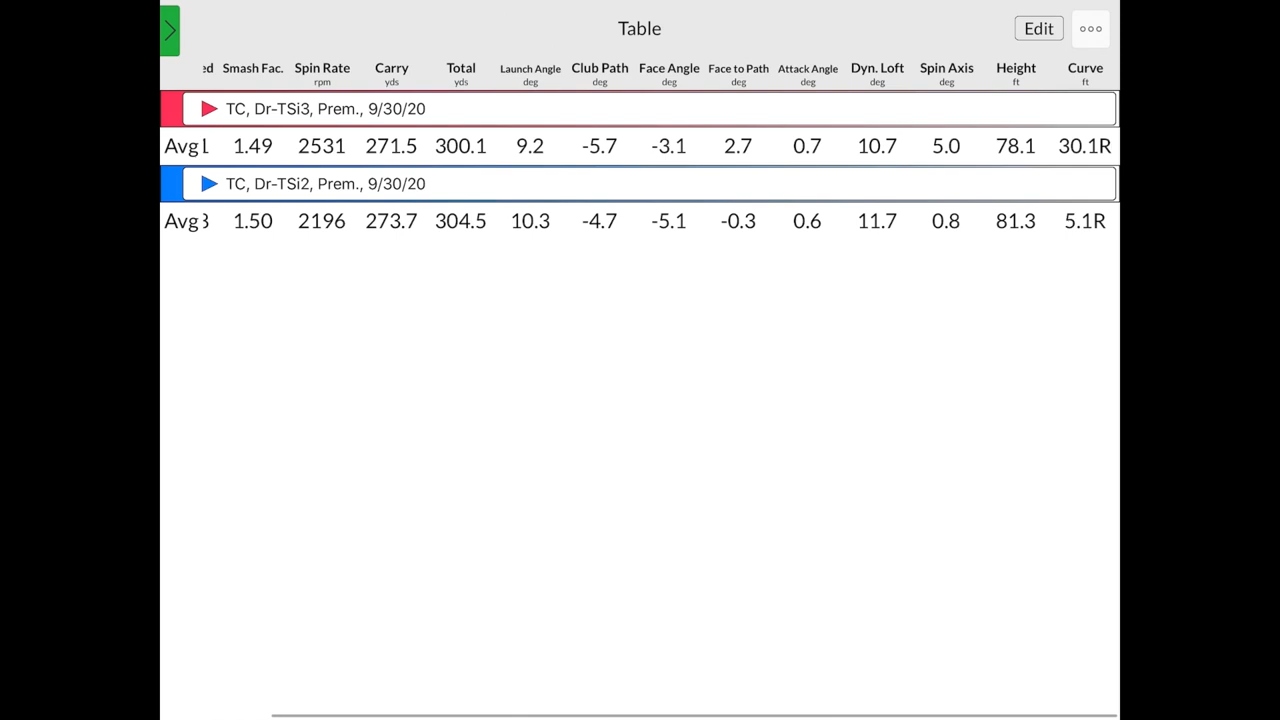 Table Edit
ed Smash Fac. Spin Rate Carry Total Launch Angle Club Path Face Angle Face to Path Attack Angle Dyn. Loft Spin Axis Height Curve
rpm yds yds deg deg deg deg deg deg deg ft ft
TC, Dr-TSi3, Prem., 9/30/20
Avg 1.49 2531 271.5 300.1 9.2 -5.7 -3.1 2.7 0.7 10.7 5.0 78.1 30.1R
TC, Dr-TSi2, Prem., 9/30/20
Avg 1.50 2196 273.7 304.5 10.3 -4.7 -5.1 -0.3 0.6 11.7 0.8 81.3 5.1R